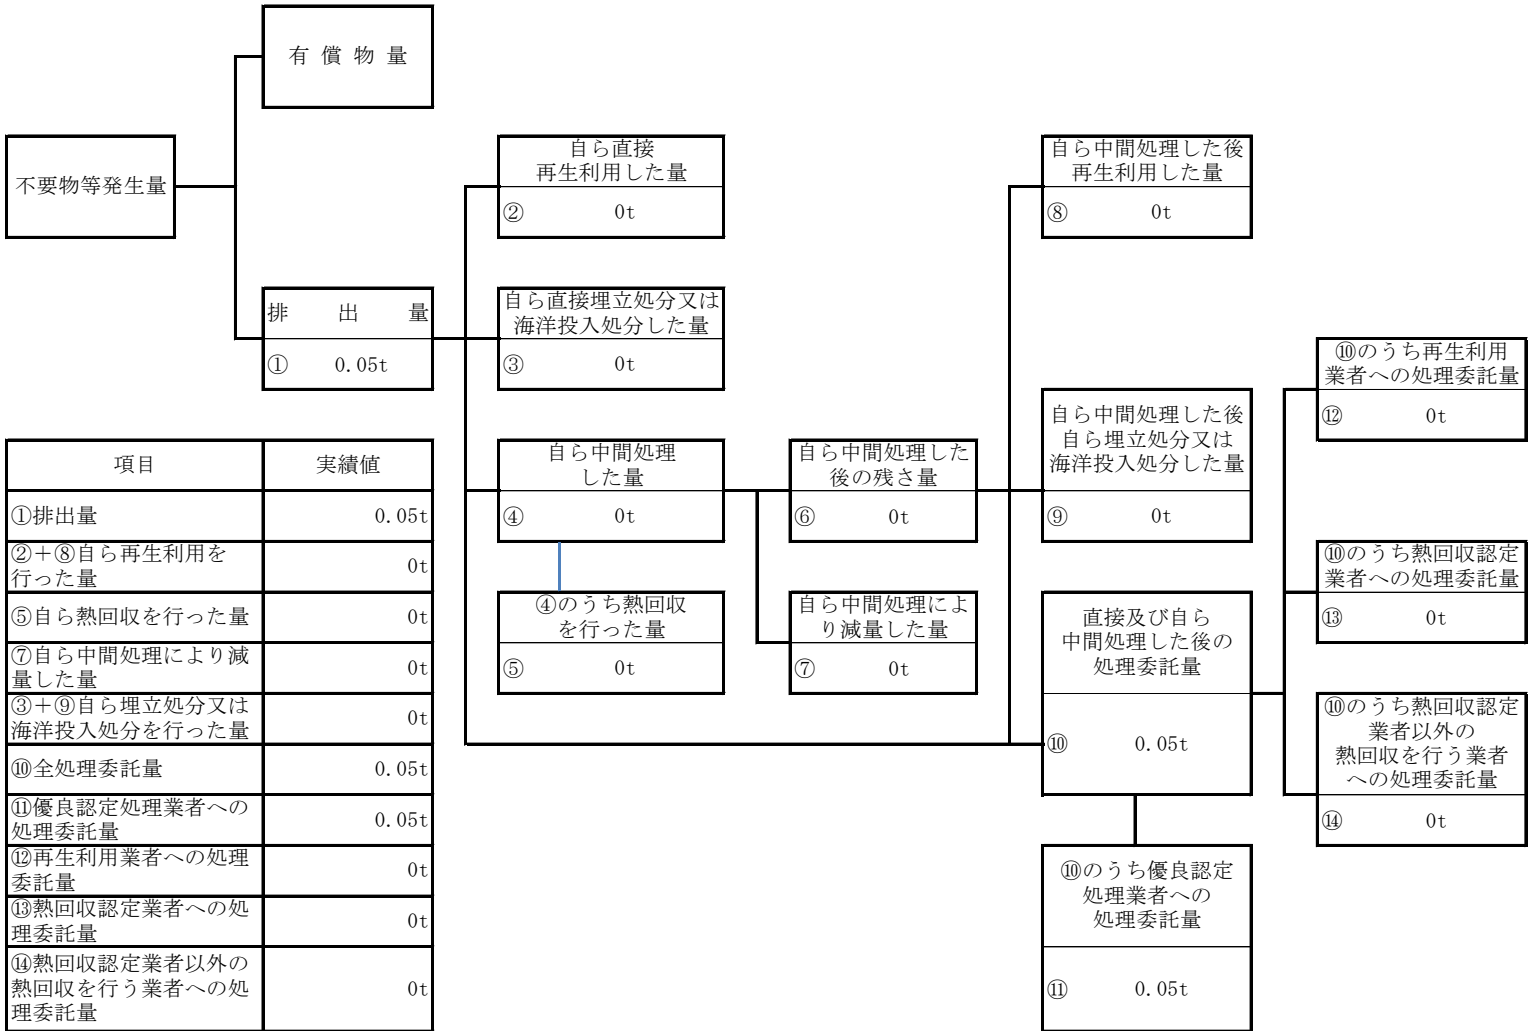 有 償 物 量
不要物等発生量
自ら直接
再生利用した量
② 0t
自ら中間処理した後
再生利用した量
⑧ 0t
排 出 量
① 0.05t
自ら直接埋立処分又は
海洋投入処分した量
③ 0t
⑩のうち再生利用
業者への処理委託量
⑫ 0t
自ら中間処理
した量
④ 0t
自ら中間処理した
後の残さ量
⑥ 0t
自ら中間処理した後
自ら埋立処分又は
海洋投入処分した量
⑨ 0t
⑩のうち熱回収認定
業者への処理委託量
⑬ 0t
④のうち熱回収
を行った量
⑤ 0t
自ら中間処理によ
り減量した量
⑦ 0t
直接及び自ら
中間処理した後の
処理委託量
⑩ 0.05t
⑩のうち熱回収認定
業者以外の
熱回収を行う業者
への処理委託量
⑭ 0t
⑩のうち優良認定
処理業者への
処理委託量
⑪ 0.05t
項目 実績値
①排出量 0.05t
②+⑧自ら再生利用を
行った量 0t
⑤自ら熱回収を行った量 0t
⑦自ら中間処理により減
量した量 0t
③+⑨自ら埋立処分又は
海洋投入処分を行った量 0t
⑩全処理委託量 0.05t
⑪優良認定処理業者への
処理委託量 0.05t
⑫再生利用業者への処理
委託量 0t
⑬熱回収認定業者への処
理委託量 0t
⑭熱回収認定業者以外の
熱回収を行う業者への処
理委託量 0t